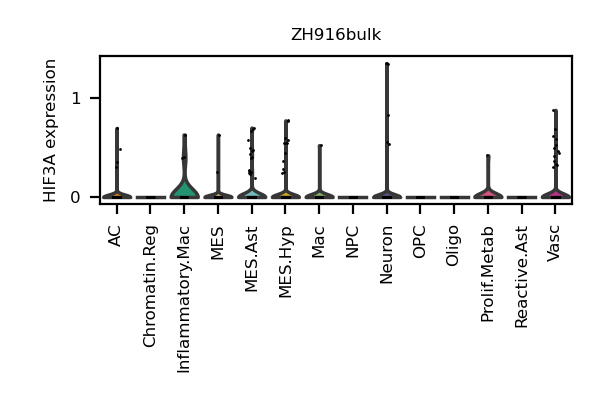 ZH916bulk
HIF3A expression
1
0
AC
Chromatin.Reg
Inflammatory.Mac
MES
MES.Ast
MES.Hyp
Mac
NPC
Neuron
OPC
Oligo
Prolif.Metab
Reactive.Ast
Vasc